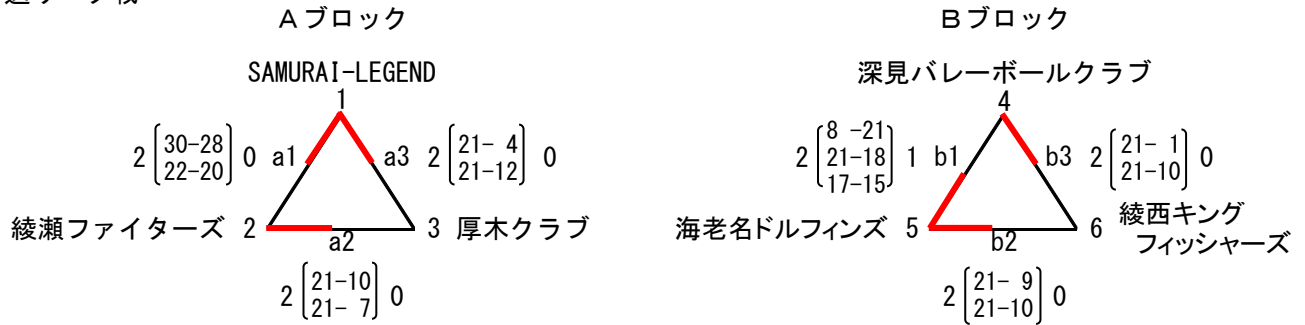 Aブロック
Bブロック
SAMURAI-LEGEND
深見バレーボールクラブ
1
4
2 30-28 22-20 0 a1
a3 2 21- 4 21-12 0
2 8 -21 21-18 17-15 1 b1
b3 2 21- 1 21-10 0
綾瀬ファイターズ 2
3 厚木クラブ
海老名ドルフィンズ 5
6 綾西キング
フィッシャーズ
a2
b2
2 21-10 21- 7 0
2 21- 9 21-10 0